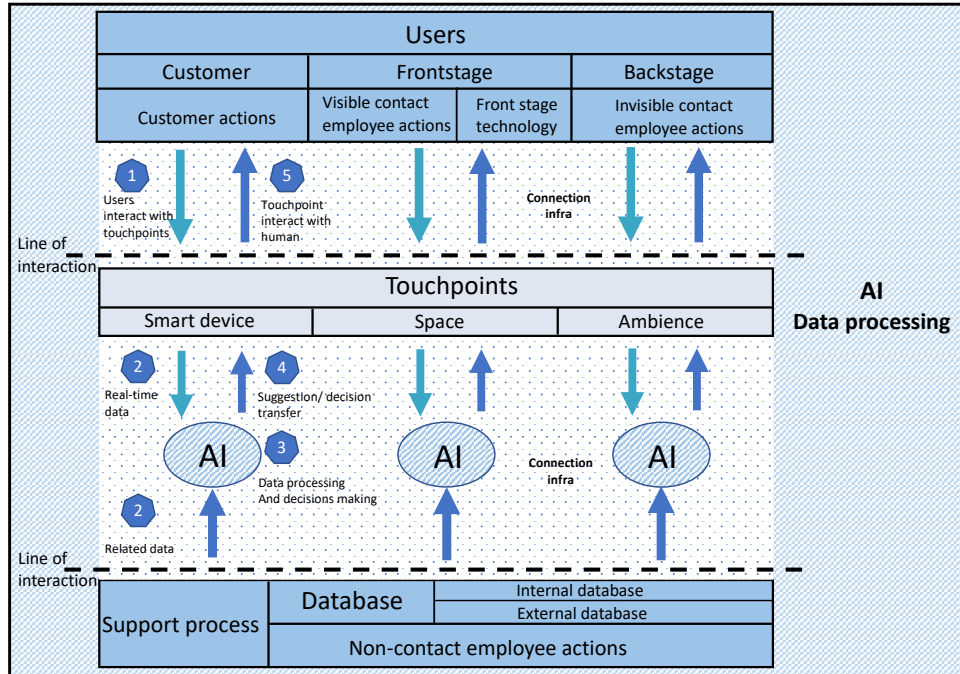 Users
Customer
Frontstage
Backstage
Customer actions
Visible contact
employee actions
Front stage
technology
Invisible contact
employee actions
1
Users
interact with
touchpoints
5
Touchpoint
interact with
human
Connection
infra
Line of
interaction
Touchpoints
Smart device
Space
Ambience
AI
Data processing
2
Real-time
data
4
Suggestion/ decision
transfer
AI
3
Data processing
And decisions making
AI
Connection
infra
AI
2
Related data
Line of
interaction
Support process
Database
Internal database
External database
Non-contact employee actions